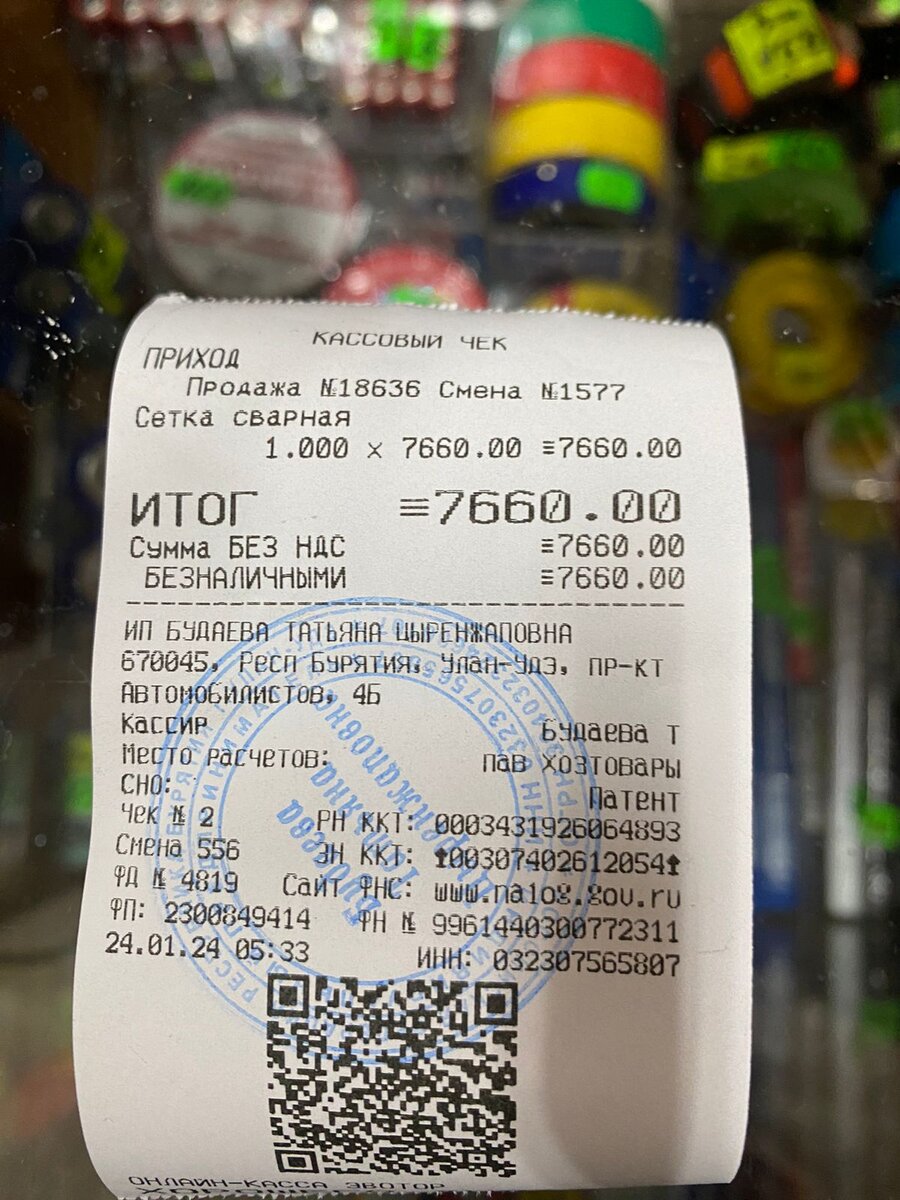 КАССОВЫЙ ЧЕК
ПРИХОД
Продажа №18636 Смена №1577
Сетка сварная
1.000 × 7660.00 ≡7660.00
ИТОГ ≡7660.00
Сумма БЕЗ НДС ≡7660.00
БЕЗНАЛИЧНЫМИ ≡7660.00
ИП БУДАЕВА ТАТЬЯНА ЦЫРЕНЖАПОВНА
670045, Респ Бурятия, Улан-Удэ, пр-кт
Автомобилистов, 4Б
Кассир Будаева Т
Место расчетов: пав хозтовары
СНО: Патент
Чек № 2 РН ККТ: 0003431926064893
Смена 556 ЗН ККТ: 00307402612054
ФД № 4819 Сайт ФНС: www.nalog.gov.ru
ФП: 2300849414 ФН № 9961440300772311
24.01.24 05:33 ИНН: 032307565807
Будаева
Татьяна
Цыренжаповна
ОНЛАЙН-КАССА ЭВОТОР